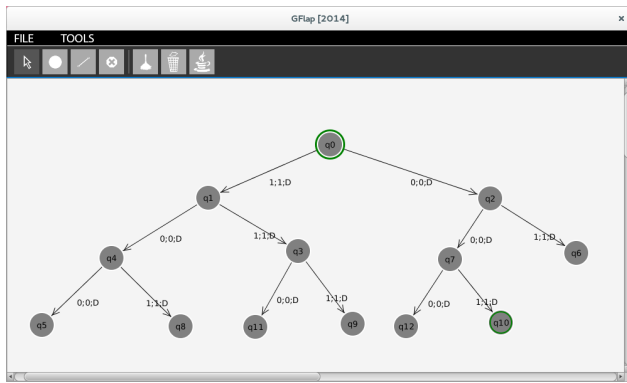 GFlap [2014]
×
FILE TOOLS
q0
1;1;D 0;0;D
q1 q2
0;0;D 1;1;D 0;0;D 1;1;D
q4 q3 q7 q6
0;0;D 1;1;D 0;0;D 1;1;D 0;0;D 1;1;D
q5 q8 q11 q9 q12 q10